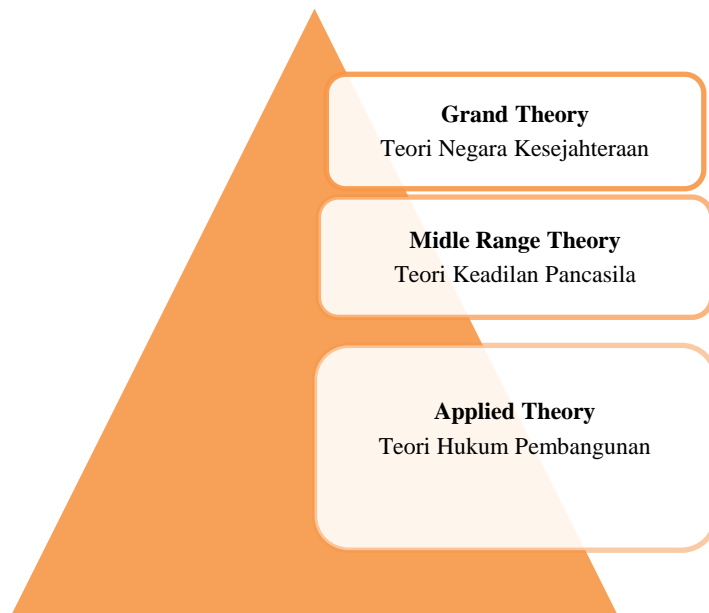 Grand Theory
Teori Negara Kesejahteraan
Midle Range Theory
Teori Keadilan Pancasila
Applied Theory
Teori Hukum Pembangunan